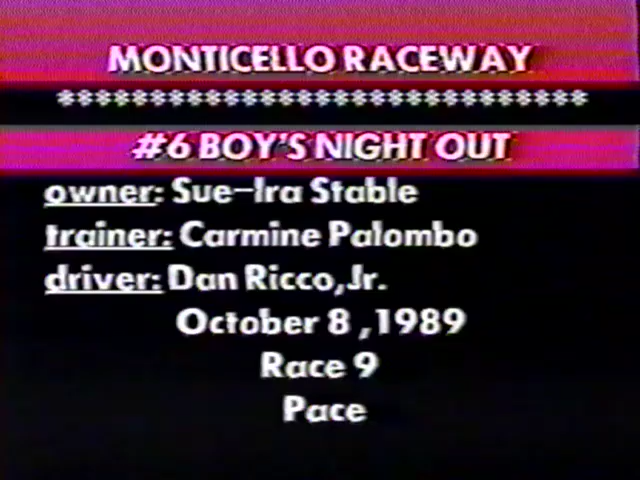 MONTICELLO RACEWAY
******************************
#6 BOY'S NIGHT OUT
owner: Sue-Ira Stable
trainer: Carmine Palombo
driver: Dan Ricco,Jr.
October 8 ,1989
Race 9
Pace